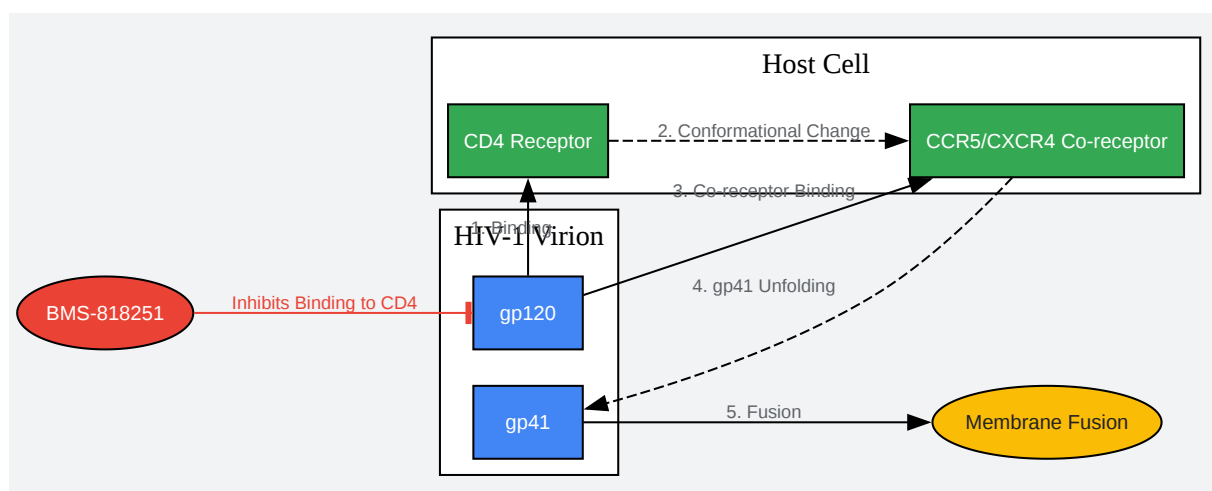 Host Cell
CD4 Receptor
2. Conformational Change
CCR5/CXCR4 Co-receptor
3. Co-receptor Binding
1. Binding
HIV-1 Virion
4. gp41 Unfolding
BMS-818251
Inhibits Binding to CD4
gp120
gp41
5. Fusion
Membrane Fusion